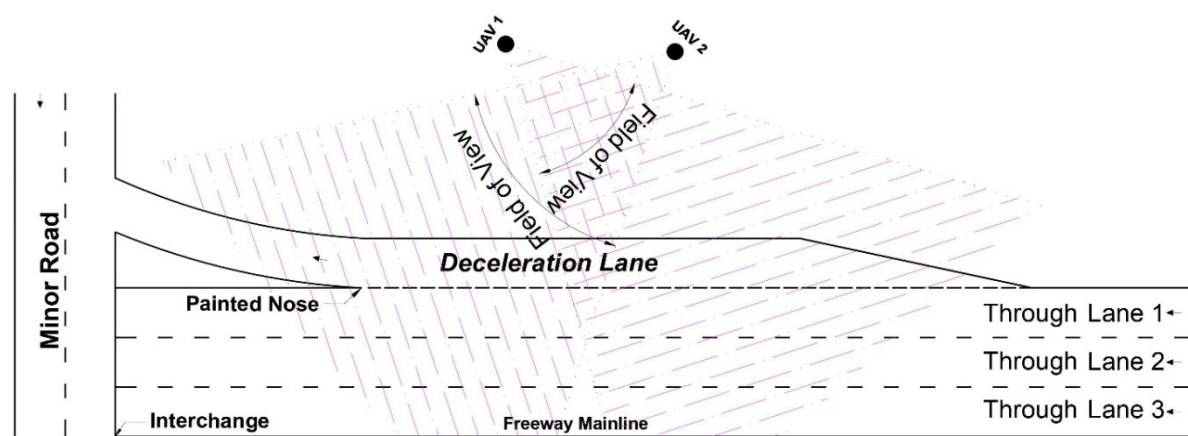 UAV 1
UAV 2
Field of View
Field of View
Minor Road
Deceleration Lane
Painted Nose
Through Lane 1
Through Lane 2
Through Lane 3
Interchange
Freeway Mainline